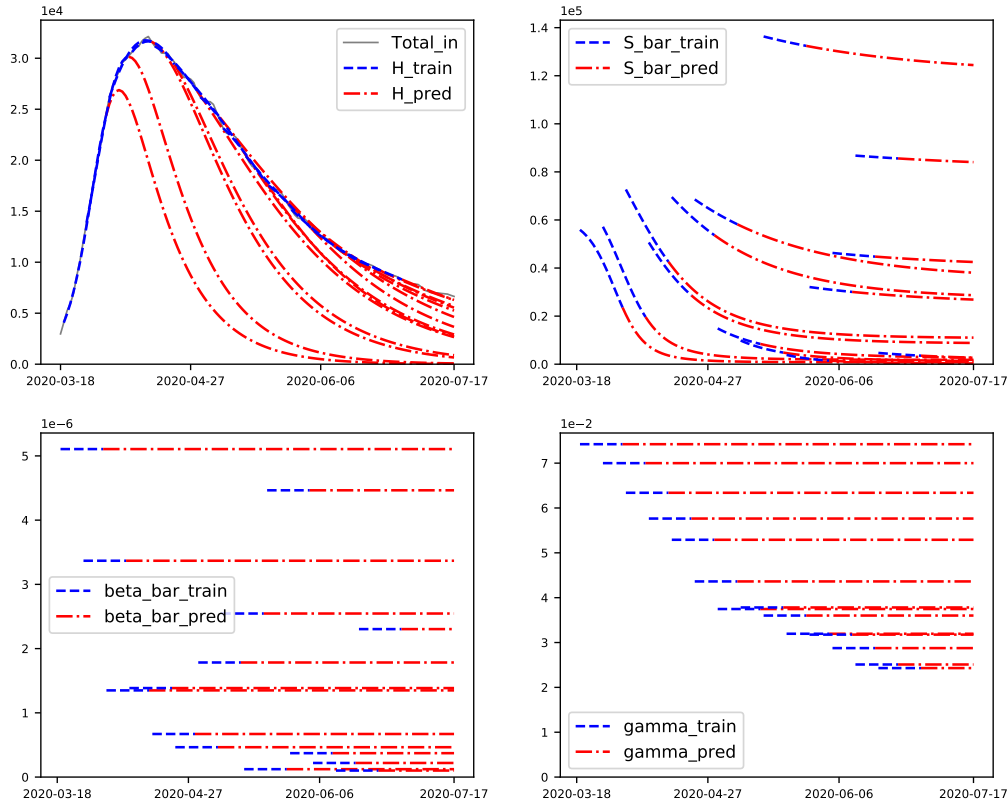 1e4
3.0
2.5
2.0
1.5
1.0
0.5
0.0
2020-03-18 2020-04-27 2020-06-06 2020-07-17
Total_in
H_train
H_pred
1e5
1.4
1.2
1.0
0.8
0.6
0.4
0.2
0.0
2020-03-18 2020-04-27 2020-06-06 2020-07-17
S_bar_train
S_bar_pred
1e−6
5
4
3
2
1
0
2020-03-18 2020-04-27 2020-06-06 2020-07-17
beta_bar_train
beta_bar_pred
1e−2
7
6
5
4
3
2
0
2020-03-18 2020-04-27 2020-06-06 2020-07-17
gamma_train
gamma_pred